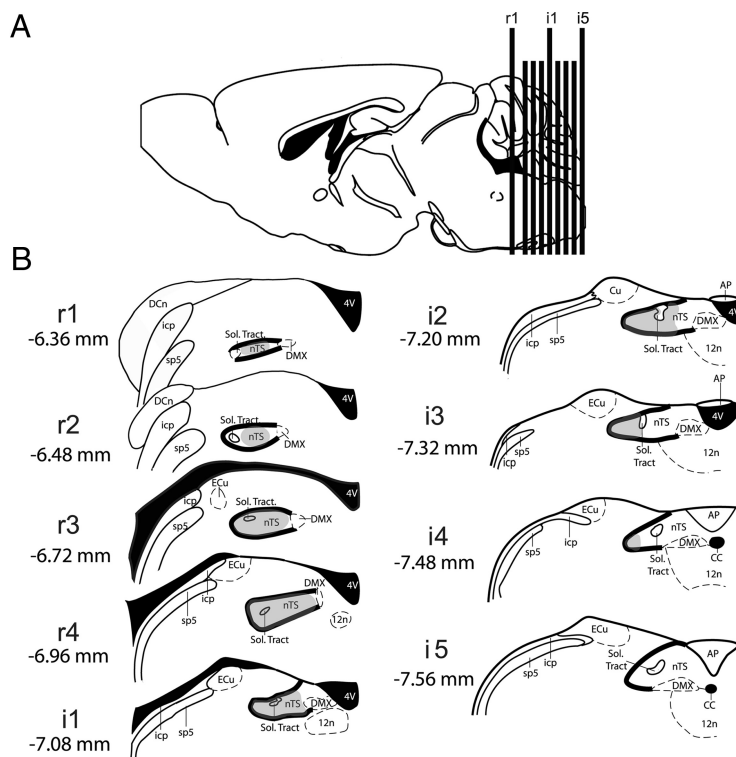 A
r1 i1 i5
B
r1
-6.36 mm
DCn
icp
sp5
Sol. Tract.
nTS
DMX
4V
r2
-6.48 mm
DCn
icp
sp5
Sol. Tract
nTS
DMX
4V
r3
-6.72 mm
ECu
icp
sp5
Sol. Tract.
nTS
DMX
4V
r4
-6.96 mm
ECu
icp
sp5
nTS
DMX
Sol. Tract
12n
4V
i1
-7.08 mm
ECu
icp
sp5
nTS
DMX
Sol. Tract
12n
4V
i2
-7.20 mm
Cu
icp
sp5
nTS
Sol. Tract
DMX
12n
AP
4V
i3
-7.32 mm
ECu
sp5
icp
nTS
Sol.
Tract
DMX
12n
AP
4V
i4
-7.48 mm
ECu
sp5
icp
nTS
Sol.
Tract
DMX
12n
AP
CC
i5
-7.56 mm
ECu
icp
sp5
Sol.
Tract
nTS
DMX
12n
AP
CC